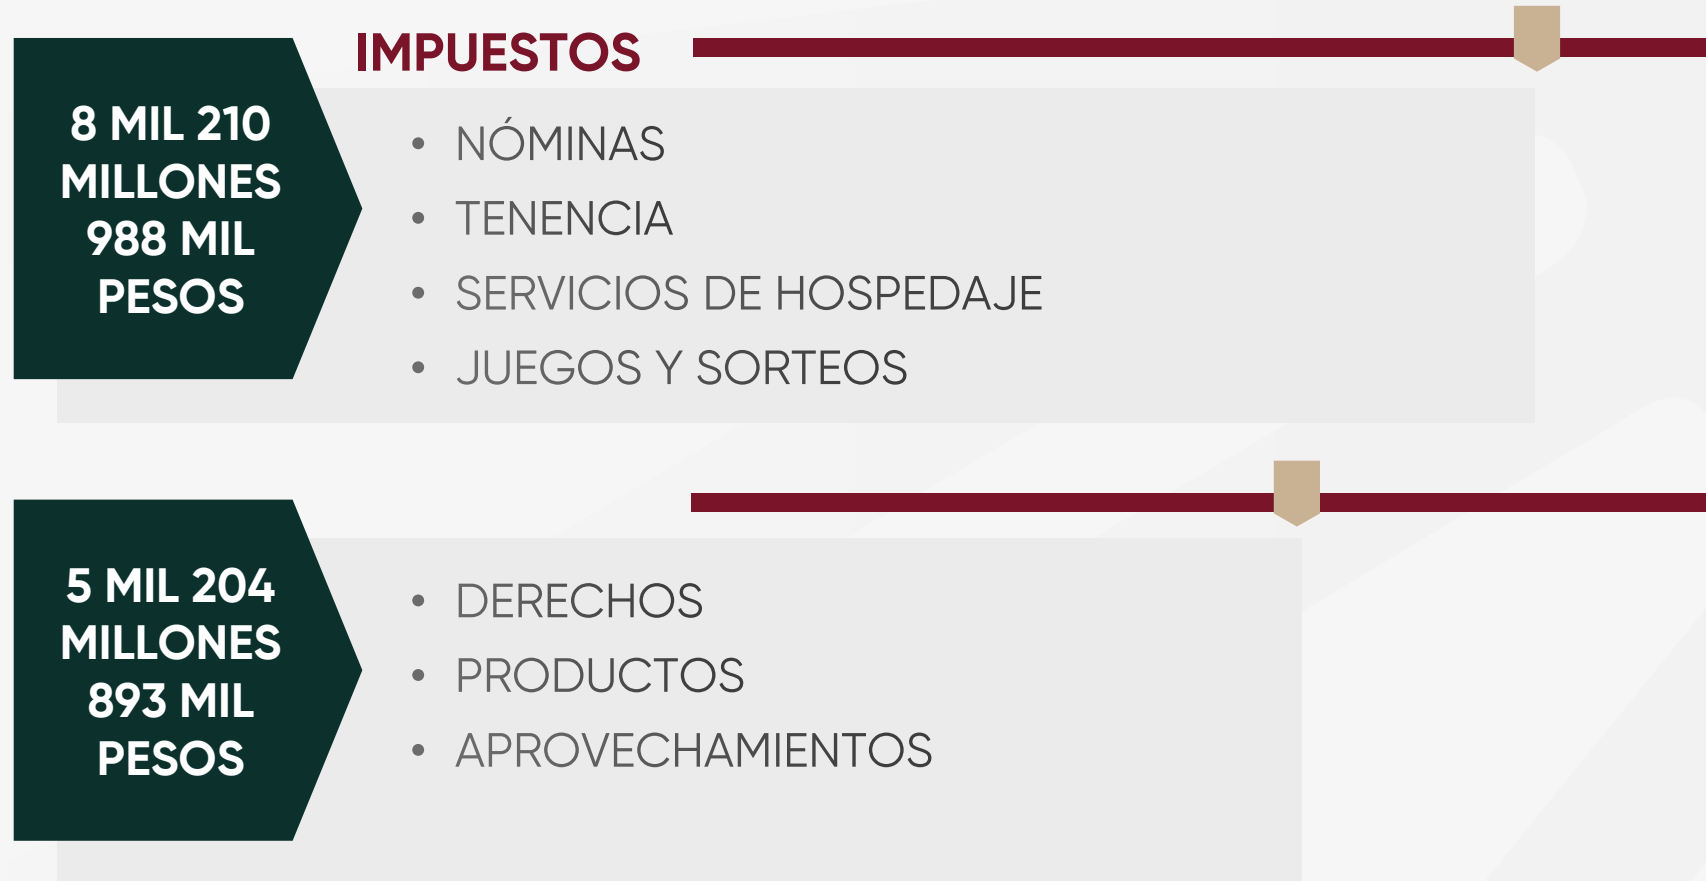 IMPUESTOS
8 MIL 210
MILLONES
988 MIL
PESOS
• NÓMINAS
• TENENCIA
• SERVICIOS DE HOSPEDAJE
• JUEGOS Y SORTEOS
5 MIL 204
MILLONES
893 MIL
PESOS
• DERECHOS
• PRODUCTOS
• APROVECHAMIENTOS